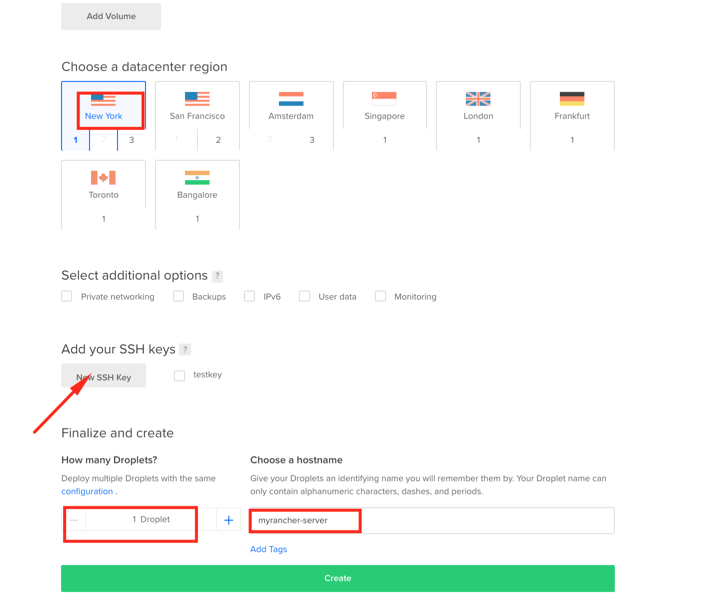 Add Volume
Choose a datacenter region
New York
San Francisco
Amsterdam
Singapore
London
Frankfurt
1 2 3
1 2
2 3
1
1
1
Toronto
Bangalore
1
1
Select additional options ?
Private networking
Backups
IPv6
User data
Monitoring
Add your SSH keys ?
New SSH Key
testkey
Finalize and create
How many Droplets?
Deploy multiple Droplets with the same
configuration .
1 Droplet
Choose a hostname
Give your Droplets an identifying name you will remember them by. Your Droplet name can
only contain alphanumeric characters, dashes, and periods.
myrancher-server
Add Tags
Create